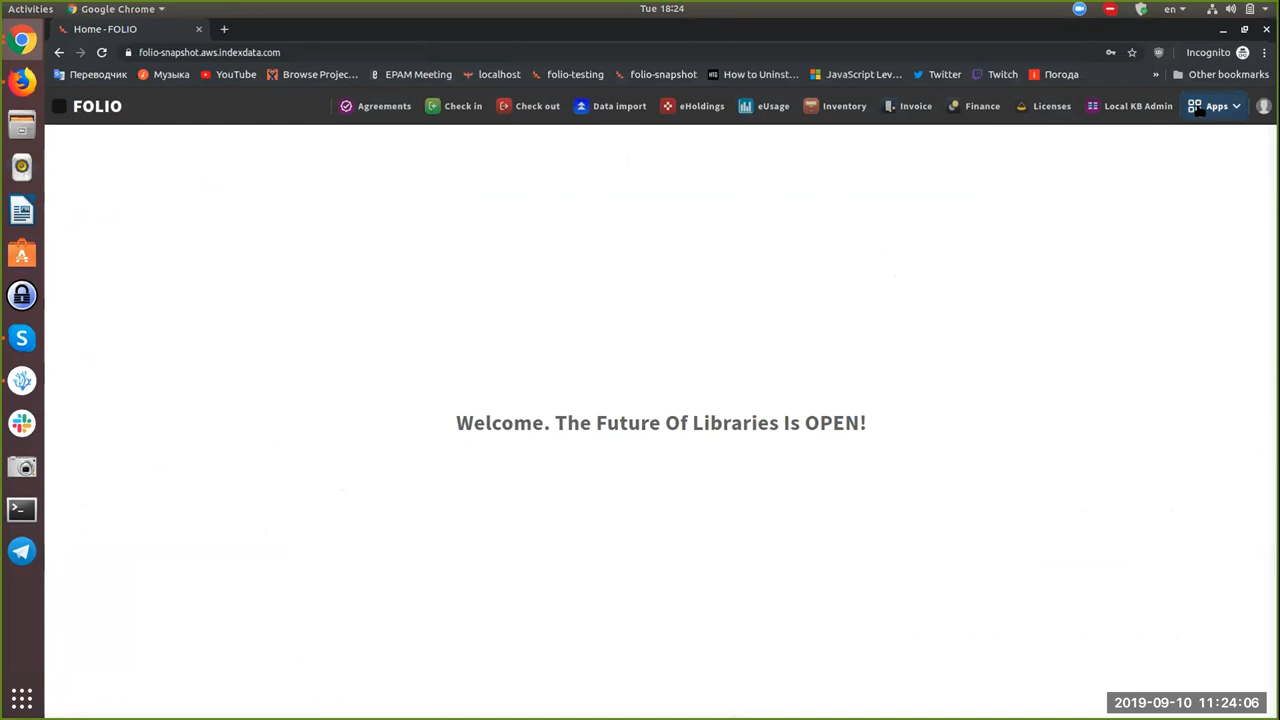 Activities Google Chrome Tue 18:24 en
Home - FOLIO
folio-snapshot.aws.indexdata.com Incognito
Переводчик Музыка YouTube Browse Projec... EPAM Meeting localhost folio-testing folio-snapshot How to Uninst... JavaScript Lev... Twitter Twitch Погода » Other bookmarks
FOLIO Agreements Check in Check out Data import eHoldings eUsage Inventory Invoice Finance Licenses Local KB Admin Apps
Welcome. The Future Of Libraries Is OPEN!
2019-09-10 11:24:06